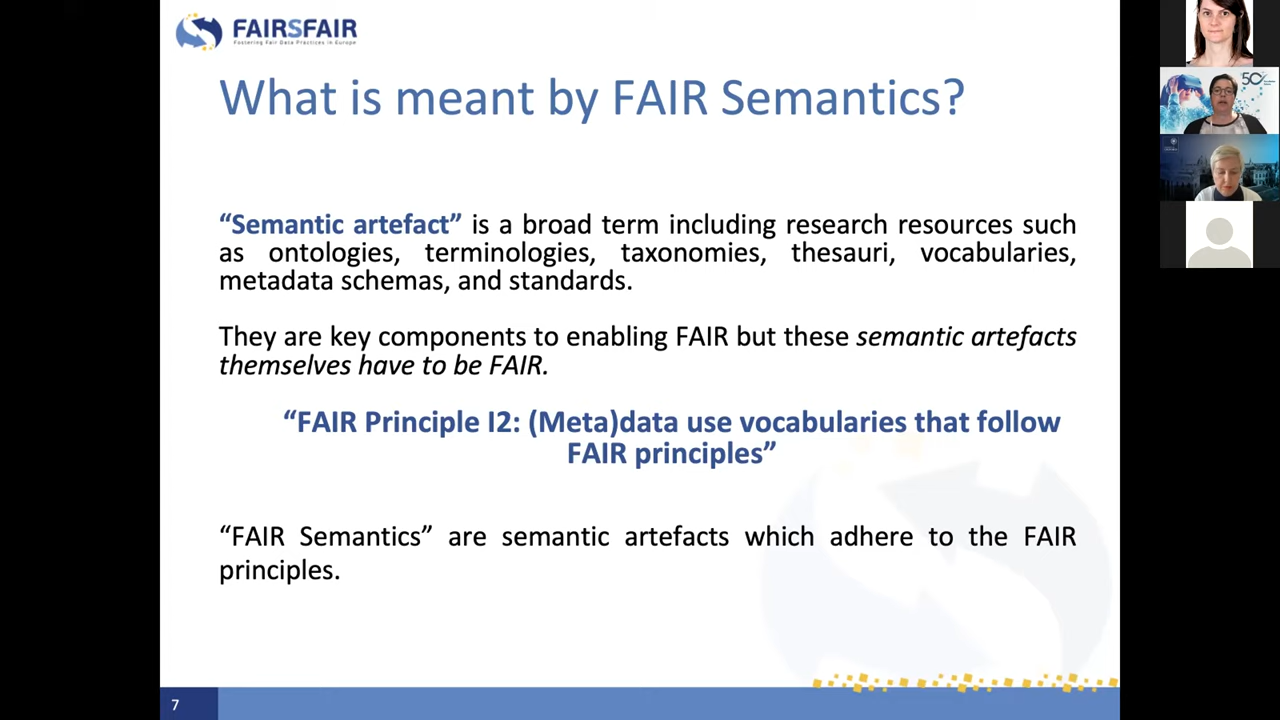 FAIRSFAIR
Fostering Fair Data Practices in Europe
What is meant by FAIR Semantics?
“Semantic artefact” is a broad term including research resources such
as ontologies, terminologies, taxonomies, thesauri, vocabularies,
metadata schemas, and standards.
They are key components to enabling FAIR but these semantic artefacts
themselves have to be FAIR.
“FAIR Principle I2: (Meta)data use vocabularies that follow
FAIR principles”
“FAIR Semantics” are semantic artefacts which adhere to the FAIR
principles.
7
50